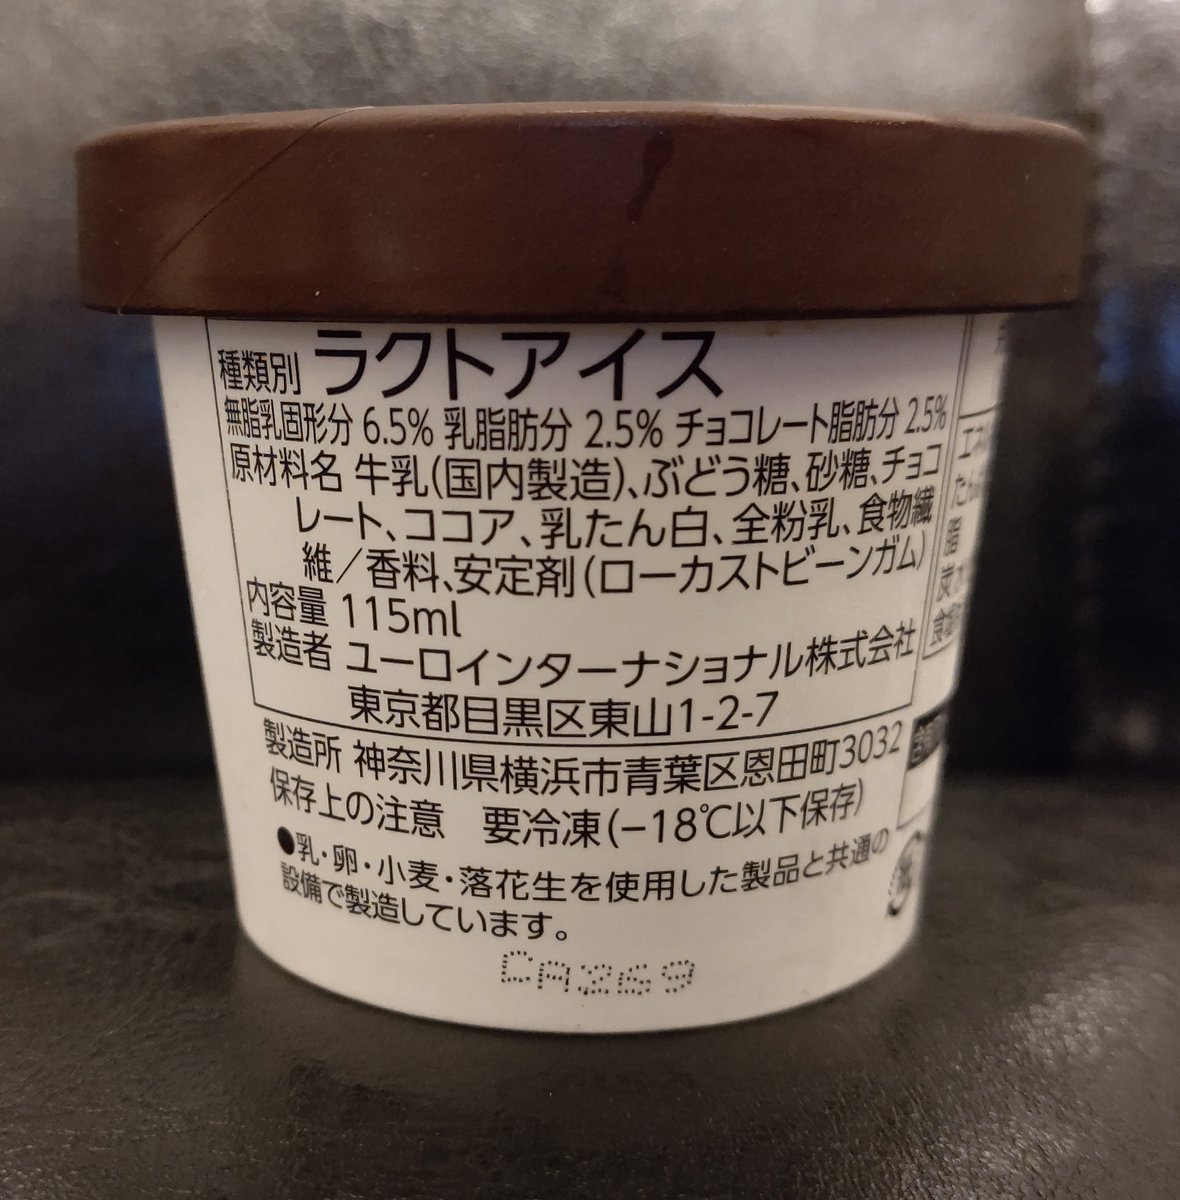 種類別 ラクトアイス
無脂乳固形分 6.5% 乳脂肪分 2.5% チョコレート脂肪分 2.5%
原材料名 牛乳(国内製造)、ぶどう糖、砂糖、チョコ
レート、ココア、乳たん白、全粉乳、食物繊
維／香料、安定剤(ローカストビーンガム)
内容量 115ml
製造者 ユーロインターナショナル株式会社
東京都目黒区東山1-2-7
製造所 神奈川県横浜市青葉区恩田町3032
保存上の注意 要冷凍(−18℃以下保存)
●乳・卵・小麦・落花生を使用した製品と共通の
設備で製造しています。
CA269
脂